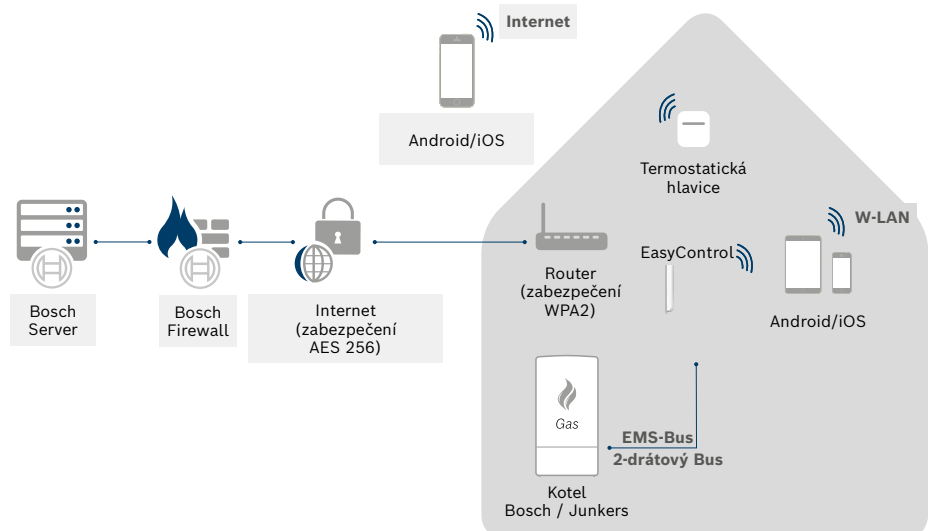 Internet
Android/iOS
Termostatická
hlavice
W-LAN
EasyControl
Router
(zabezpečení
WPA2)
Android/iOS
Bosch
Server
Bosch
Firewall
Internet
(zabezpečení
AES 256)
Gas
EMS-Bus
2-drátový Bus
Kotel
Bosch / Junkers